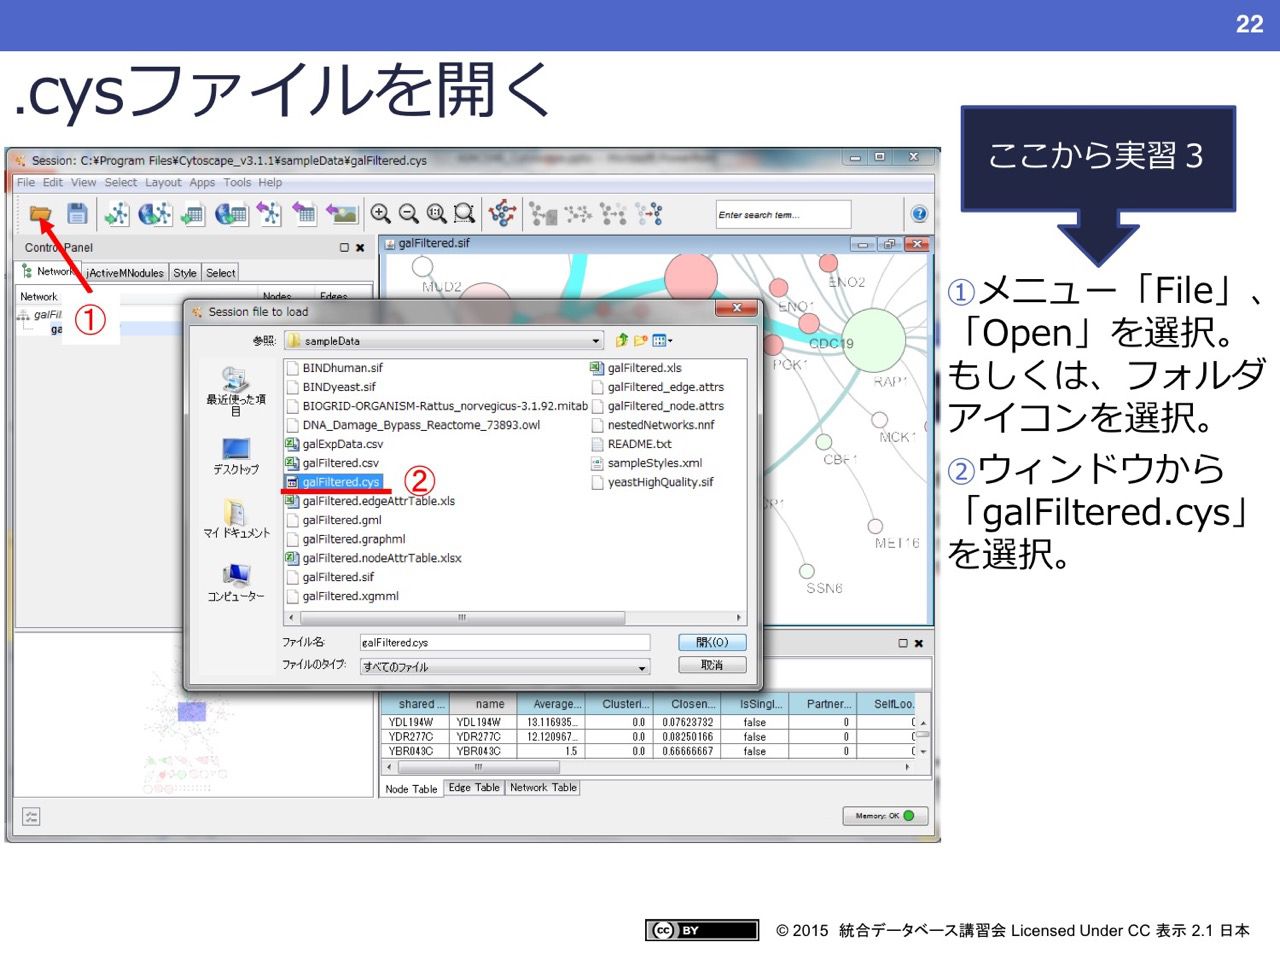 22
.cysファイルを開く
ここから実習３
①メニュー「File」、
「Open」を選択。
もしくは、フォルダ
アイコンを選択。
②ウィンドウから
「galFiltered.cys」
を選択。
Session: C:¥Program Files¥Cytoscape_v3.1.1¥sampleData¥galFiltered.cys
File Edit View Select Layout Apps Tools Help
Enter search term...
Control Panel
galFiltered.sif
Network jActiveMNodules Style Select
Network Nodes Edges
①
MUD2
ENO2
ENO1
CDC19
PGK1
RAP1
MCK1
CBF1
MET16
SSN6
Session file to load
参照: sampleData
最近使った項目
デスクトップ
マイ ドキュメント
コンピューター
BINDhuman.sif
BINDyeast.sif
BIOGRID-ORGANISM-Rattus_norvegicus-3.1.92.mitab
DNA_Damage_Bypass_Reactome_73893.owl
galExpData.csv
galFiltered.csv
galFiltered.cys
②
galFiltered.edgeAttrTable.xls
galFiltered.gml
galFiltered.graphml
galFiltered.nodeAttrTable.xlsx
galFiltered.sif
galFiltered.xgmml
galFiltered.xls
galFiltered_edge.attrs
galFiltered_node.attrs
nestedNetworks.nnf
README.txt
sampleStyles.xml
yeastHighQuality.sif
ファイル名: galFiltered.cys 開く(O)
ファイルのタイプ: すべてのファイル 取消
shared ... name Average... Clusteri... Closen... IsSingl... Partner... SelfLoo.
YDL194W YDL194W 13.116935... 0.0 0.07623732 false 0
YDR277C YDR277C 12.120967... 0.0 0.08250166 false 0
YBR043C YBR043C 1.5 0.0 0.66666667 false 0
Node Table Edge Table Network Table
Memory: OK
cc BY
© 2015 統合データベース講習会 Licensed Under CC 表示 2.1 日本